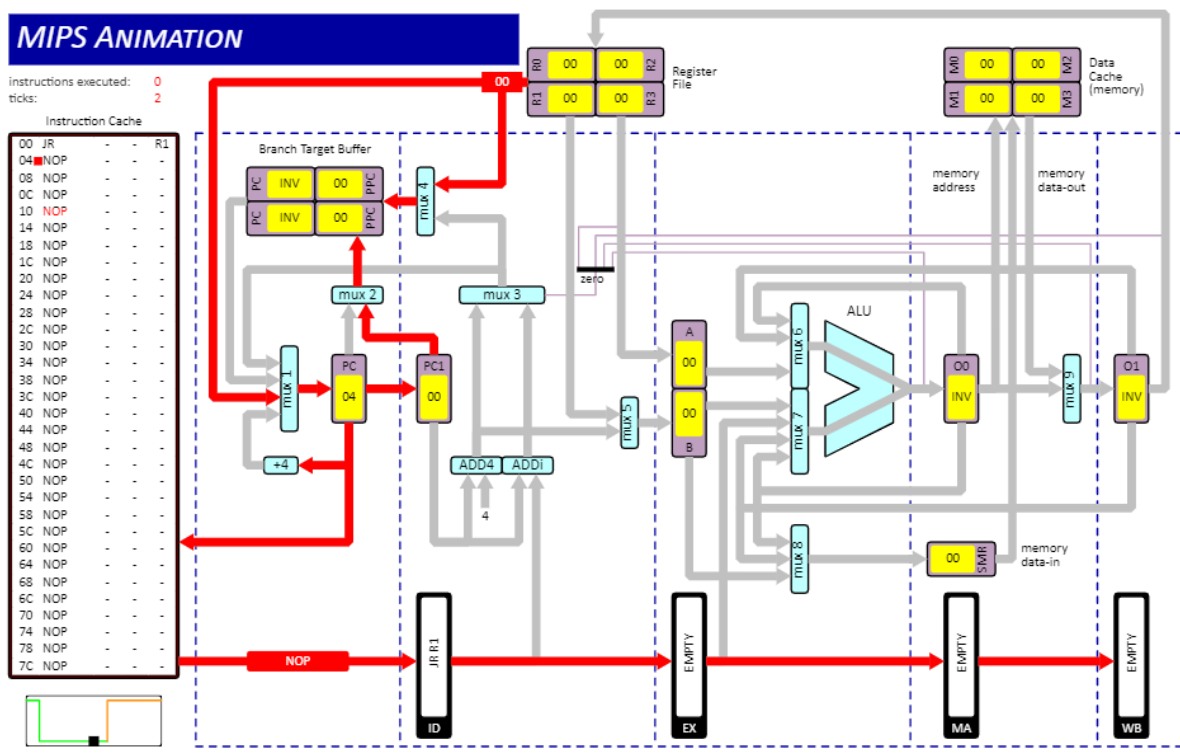 MIPS ANIMATION
instructions executed: 0
ticks: 2
Instruction Cache
00 JR - - R1
04 NOP - - -
08 NOP - - -
0C NOP - - -
10 NOP - - -
14 NOP - - -
18 NOP - - -
1C NOP - - -
20 NOP - - -
24 NOP - - -
28 NOP - - -
2C NOP - - -
30 NOP - - -
34 NOP - - -
38 NOP - - -
3C NOP - - -
40 NOP - - -
44 NOP - - -
48 NOP - - -
4C NOP - - -
50 NOP - - -
54 NOP - - -
58 NOP - - -
5C NOP - - -
60 NOP - - -
64 NOP - - -
68 NOP - - -
6C NOP - - -
70 NOP - - -
74 NOP - - -
78 NOP - - -
7C NOP - - -
00
R0 00 00 R2
R1 00 00 R3
Register
File
M0 00 00 M2
M1 00 00 M3
Data
Cache
(memory)
Branch Target Buffer
PC INV 00 PPC
PC INV 00 PPC
mux 4
memory
address
memory
data-out
zero
mux 2
mux 3
mux 1
PC
04
PC1
00
+4
ADD4
ADDi
4
mux 5
A
00
00
B
mux 6
mux 7
ALU
O0
INV
mux 9
O1
INV
mux 8
00 SMR
memory
data-in
NOP
JR R1
ID
EMPTY
EX
EMPTY
MA
EMPTY
WB